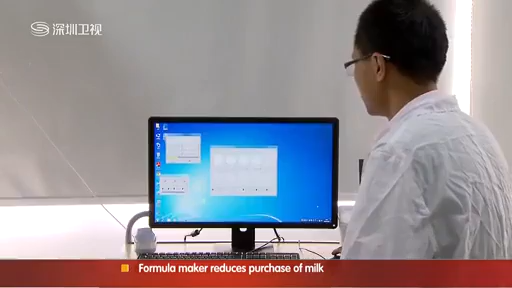 深圳卫视
Formula maker reduces purchase of milk